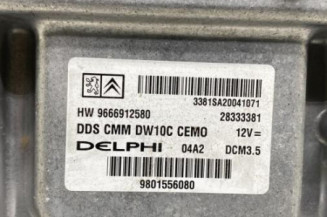 3381SA20041071
HW 9666912580 28333381
DDS CMM DW10C CEMO 12V=
DELPHI 04A2 DCM3.5
9801556080